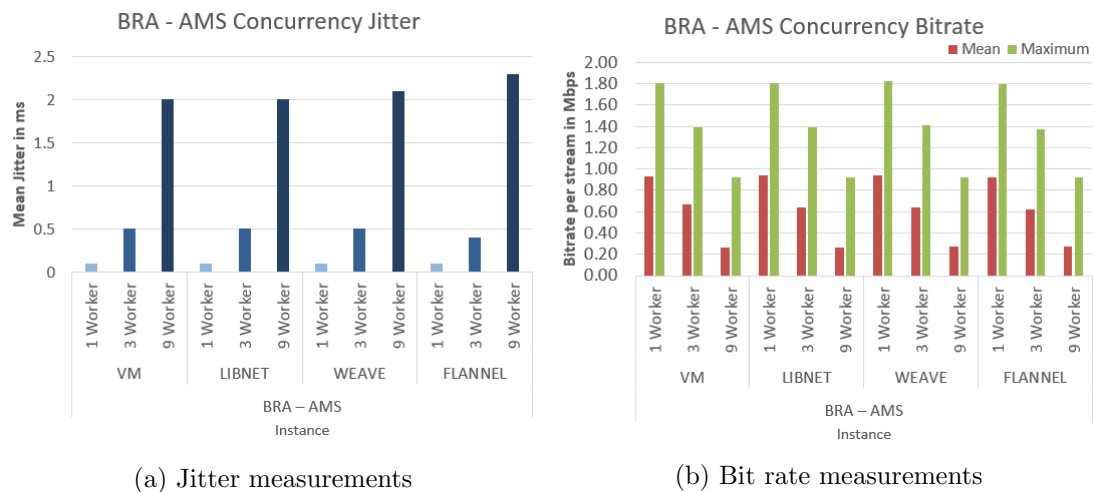 BRA - AMS Concurrency Jitter
Mean Jitter in ms
2.5
2
1.5
1
0.5
0
1 Worker
3 Worker
9 Worker
1 Worker
3 Worker
9 Worker
1 Worker
3 Worker
9 Worker
1 Worker
3 Worker
9 Worker
VM LIBNET WEAVE FLANNEL
BRA – AMS
Instance
(a) Jitter measurements
BRA - AMS Concurrency Bitrate
Mean Maximum
Bitrate per stream in Mbps
2.00
1.80
1.60
1.40
1.20
1.00
0.80
0.60
0.40
0.20
0.00
1 Worker
3 Worker
9 Worker
1 Worker
3 Worker
9 Worker
1 Worker
3 Worker
9 Worker
1 Worker
3 Worker
9 Worker
VM LIBNET WEAVE FLANNEL
BRA – AMS
Instance
(b) Bit rate measurements